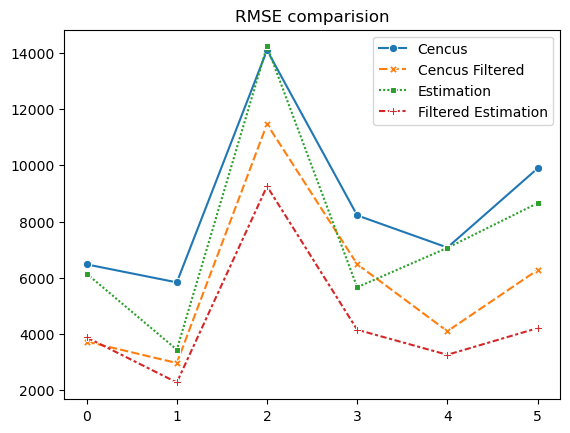 RMSE comparision
14000
12000
10000
8000
6000
4000
2000
0 1 2 3 4 5
Cencus
Cencus Filtered
Estimation
Filtered Estimation